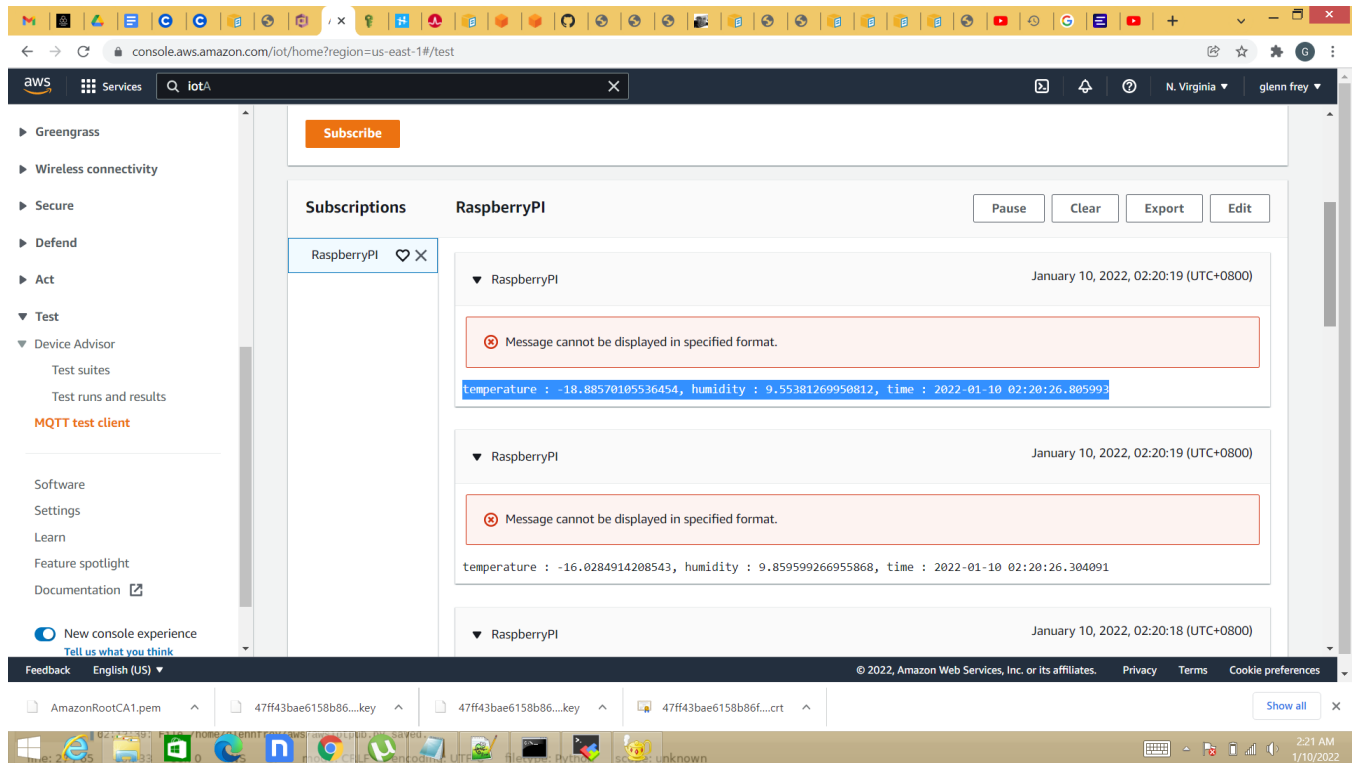 console.aws.amazon.com/iot/home?region=us-east-1#/test
G
aws Services iotA N. Virginia ▼ glenn frey ▼
Greengrass
Wireless connectivity
Secure
Defend
Act
Test
Device Advisor
Test suites
Test runs and results
MQTT test client
Software
Settings
Learn
Feature spotlight
Documentation
New console experience
Tell us what you think
Subscribe
Subscriptions
RaspberryPI
RaspberryPI Pause Clear Export Edit
RaspberryPI January 10, 2022, 02:20:19 (UTC+0800)
Message cannot be displayed in specified format.
temperature : -18.88570105536454, humidity : 9.55381269950812, time : 2022-01-10 02:20:26.805993
RaspberryPI January 10, 2022, 02:20:19 (UTC+0800)
Message cannot be displayed in specified format.
temperature : -16.0284914208543, humidity : 9.859599266955868, time : 2022-01-10 02:20:26.304091
RaspberryPI January 10, 2022, 02:20:18 (UTC+0800)
Feedback English (US) ▼ © 2022, Amazon Web Services, Inc. or its affiliates. Privacy Terms Cookie preferences
AmazonRootCA1.pem 47ff43bae6158b86....key 47ff43bae6158b86....key 47ff43bae6158b86f....crt Show all
2:21 AM
1/10/2022